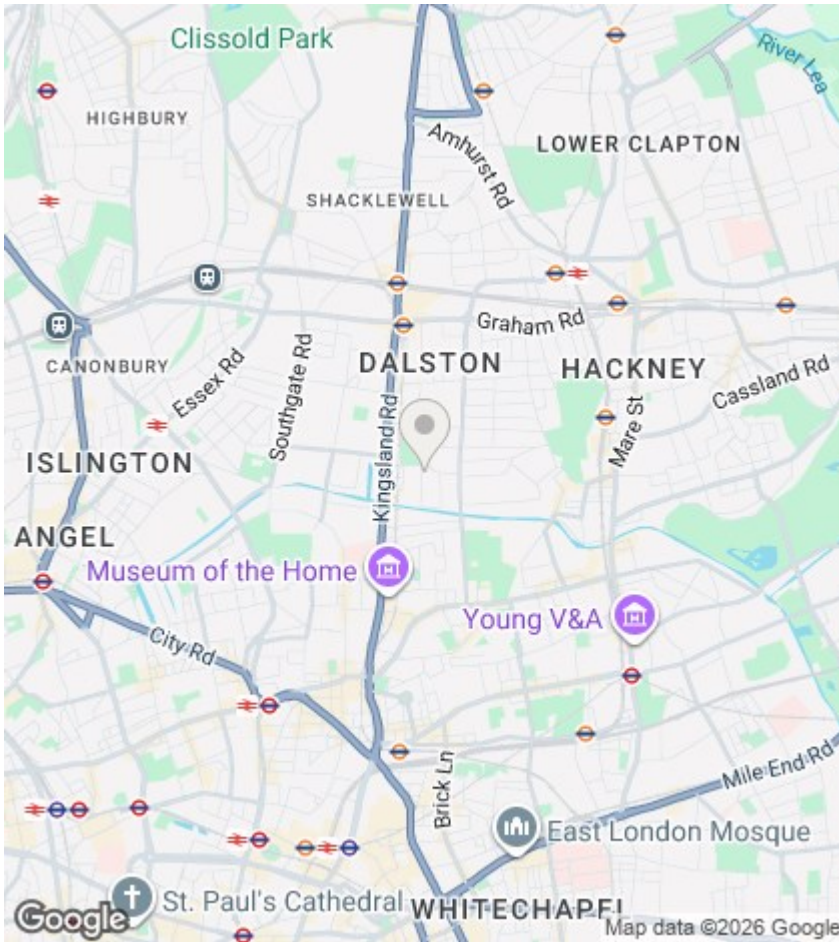 Clissold Park
River Lea
HIGHBURY
Amhurst Rd
LOWER CLAPTON
SHACKLEWELL
Graham Rd
CANONBURY
Essex Rd
Southgate Rd
DALSTON
HACKNEY
Cassland Rd
Mare St
Kingsland Rd
ISLINGTON
ANGEL
Museum of the Home
Young V&A
City Rd
Brick Ln
Mile End Rd
East London Mosque
St. Paul's Cathedral
WHITECHAPEL
Google
Map data ©2026 Google